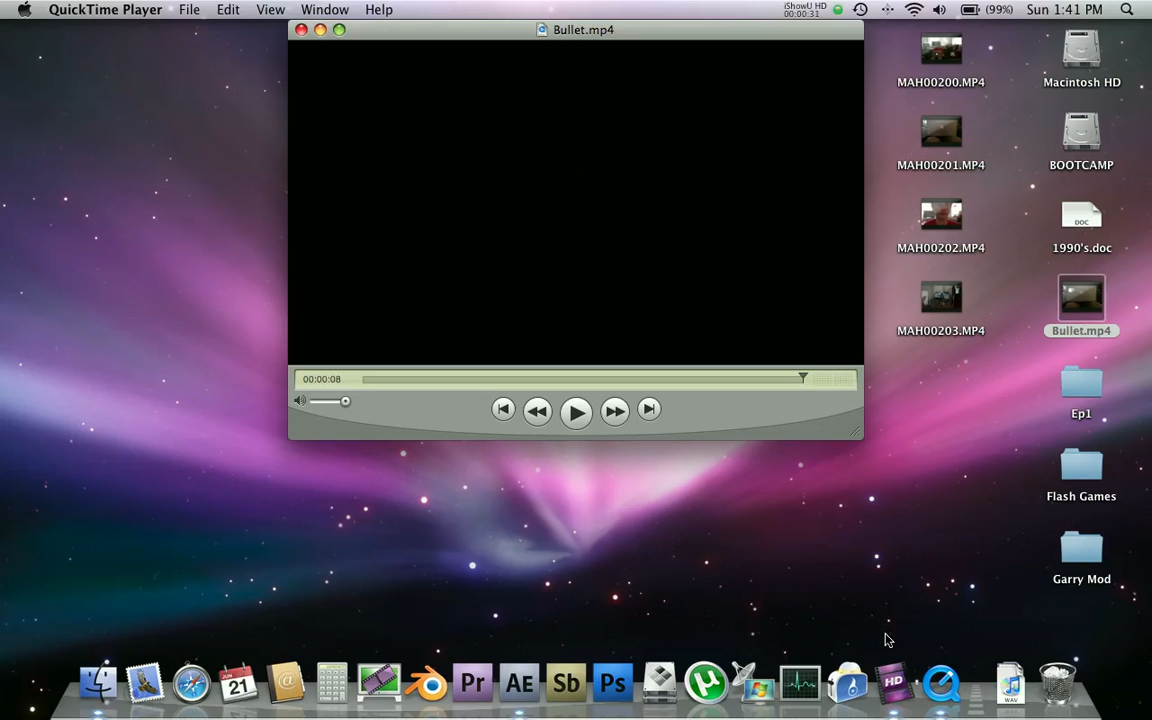 QuickTime Player File Edit View Window Help
iShowU HD
00:00:31
(99%) Sun 1:41 PM
Bullet.mp4
00:00:08
MAH00200.MP4
Macintosh HD
MAH00201.MP4
BOOTCAMP
DOC
MAH00202.MP4
1990's.doc
MAH00203.MP4
Bullet.mp4
Ep1
Flash Games
Garry Mod
21
@
Pr
AE
Sb
Ps
µ
HD
WAV